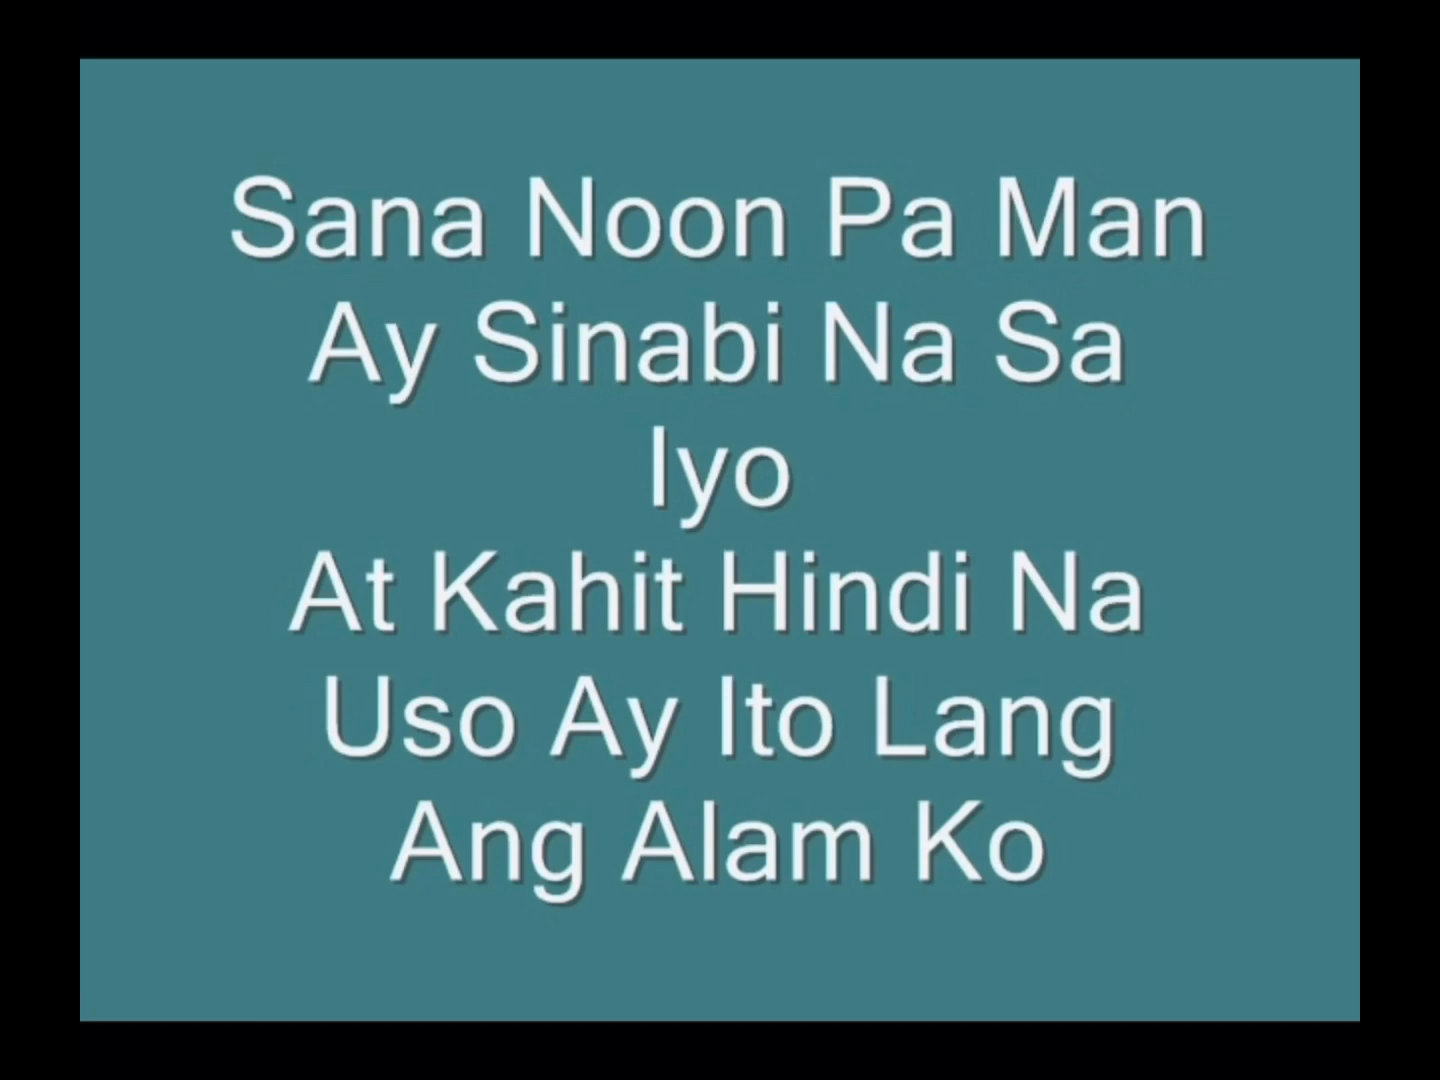 Sana Noon Pa Man
Ay Sinabi Na Sa
Iyo
At Kahit Hindi Na
Uso Ay Ito Lang
Ang Alam Ko